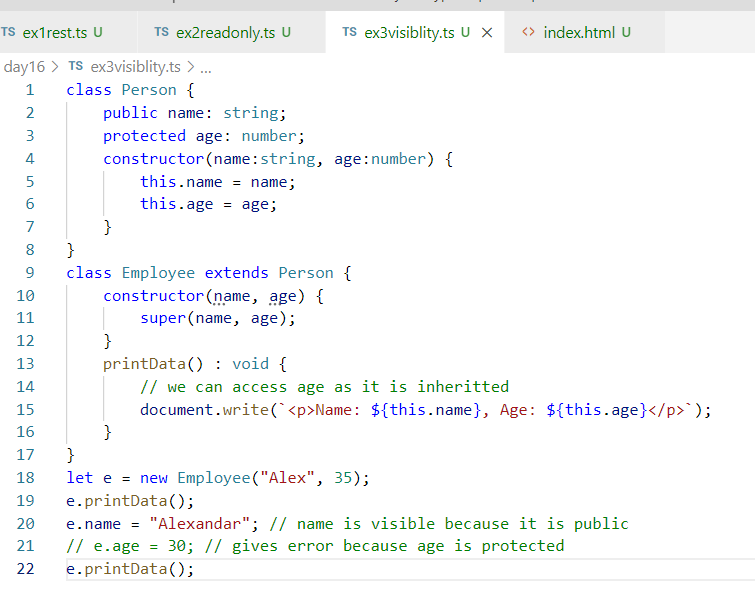 TS ex1rest.ts U TS ex2readonly.ts U TS ex3visiblity.ts U × <> index.html U
day16 > TS ex3visiblity.ts > ...
1 class Person {
2 public name: string;
3 protected age: number;
4 constructor(name:string, age:number) {
5 this.name = name;
6 this.age = age;
7 }
8 }
9 class Employee extends Person {
10 constructor(name, age) {
11 super(name, age);
12 }
13 printData() : void {
14 // we can access age as it is inheritted
15 document.write(`<p>Name: ${this.name}, Age: ${this.age}</p>`);
16 }
17 }
18 let e = new Employee("Alex", 35);
19 e.printData();
20 e.name = "Alexandar"; // name is visible because it is public
21 // e.age = 30; // gives error because age is protected
22 e.printData();